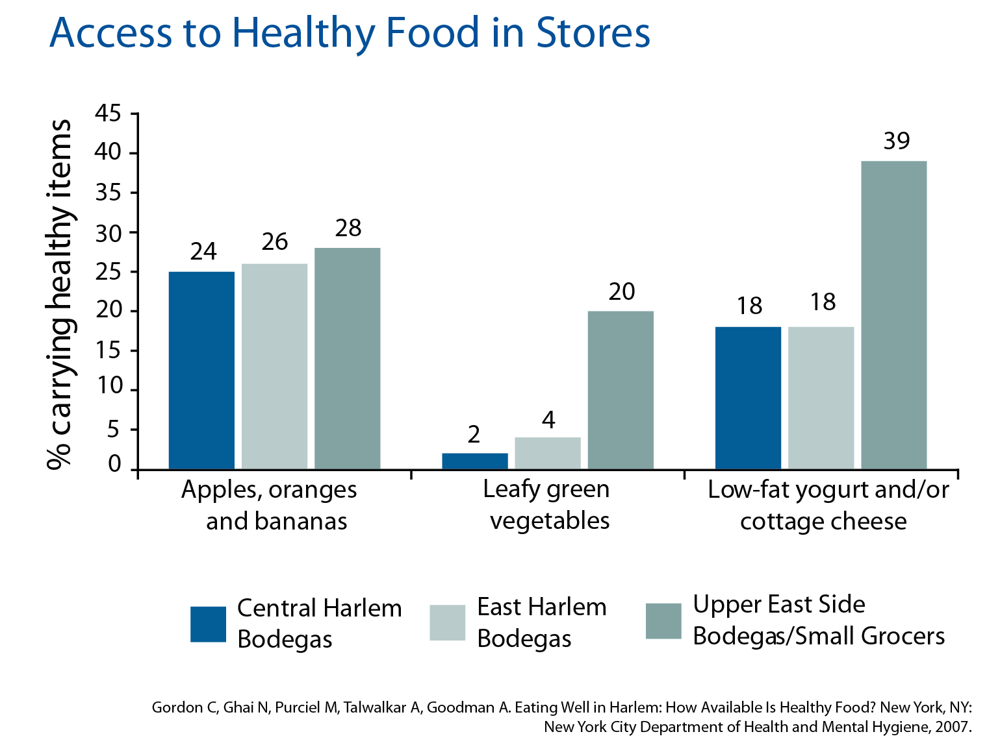 Access to Healthy Food in Stores
% carrying healthy items
45
40
35
30
25
20
15
10
5
0
24
26
28
2
4
20
18
18
39
Apples, oranges
and bananas
Leafy green
vegetables
Low-fat yogurt and/or
cottage cheese
Central Harlem
Bodegas
East Harlem
Bodegas
Upper East Side
Bodegas/Small Grocers
Gordon C, Ghai N, Purciel M, Talwalkar A, Goodman A. Eating Well in Harlem: How Available Is Healthy Food? New York, NY:
New York City Department of Health and Mental Hygiene, 2007.